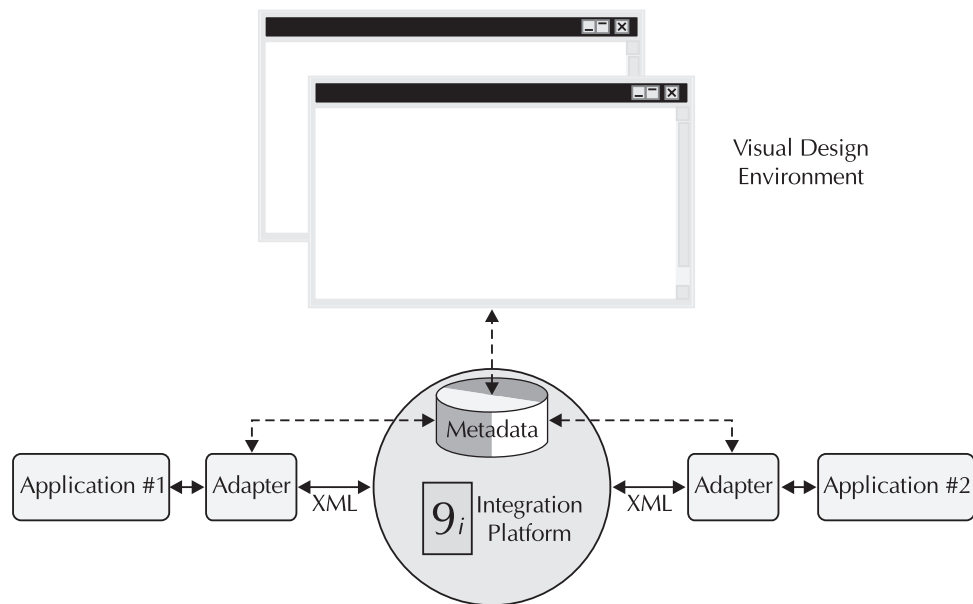 Visual Design
Environment
Metadata
Application #1
Adapter
XML
9i
Integration
Platform
XML
Adapter
Application #2